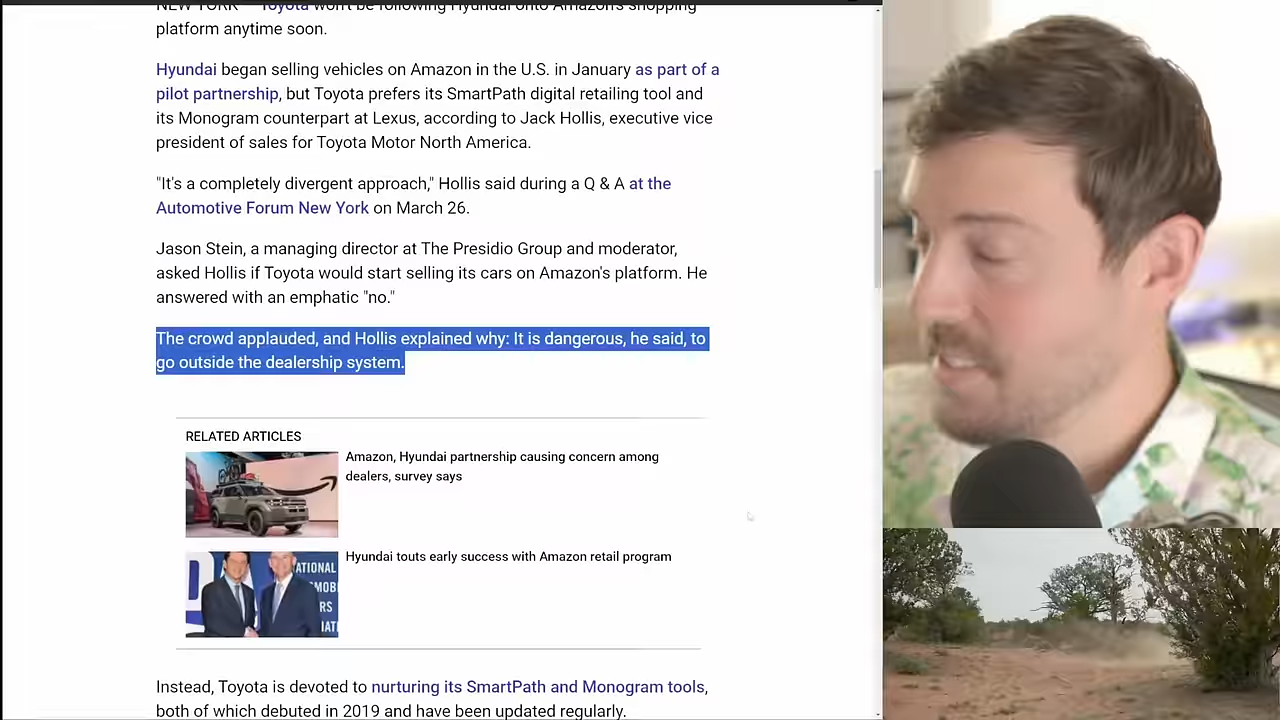 NEW YORK — Toyota won't be following Hyundai onto Amazon's shopping
platform anytime soon.
Hyundai began selling vehicles on Amazon in the U.S. in January as part of a
pilot partnership, but Toyota prefers its SmartPath digital retailing tool and
its Monogram counterpart at Lexus, according to Jack Hollis, executive vice
president of sales for Toyota Motor North America.
"It's a completely divergent approach," Hollis said during a Q & A at the
Automotive Forum New York on March 26.
Jason Stein, a managing director at The Presidio Group and moderator,
asked Hollis if Toyota would start selling its cars on Amazon's platform. He
answered with an emphatic "no."
The crowd applauded, and Hollis explained why: It is dangerous, he said, to
go outside the dealership system.
RELATED ARTICLES
Amazon, Hyundai partnership causing concern among
dealers, survey says
Hyundai touts early success with Amazon retail program
Instead, Toyota is devoted to nurturing its SmartPath and Monogram tools,
both of which debuted in 2019 and have been updated regularly.